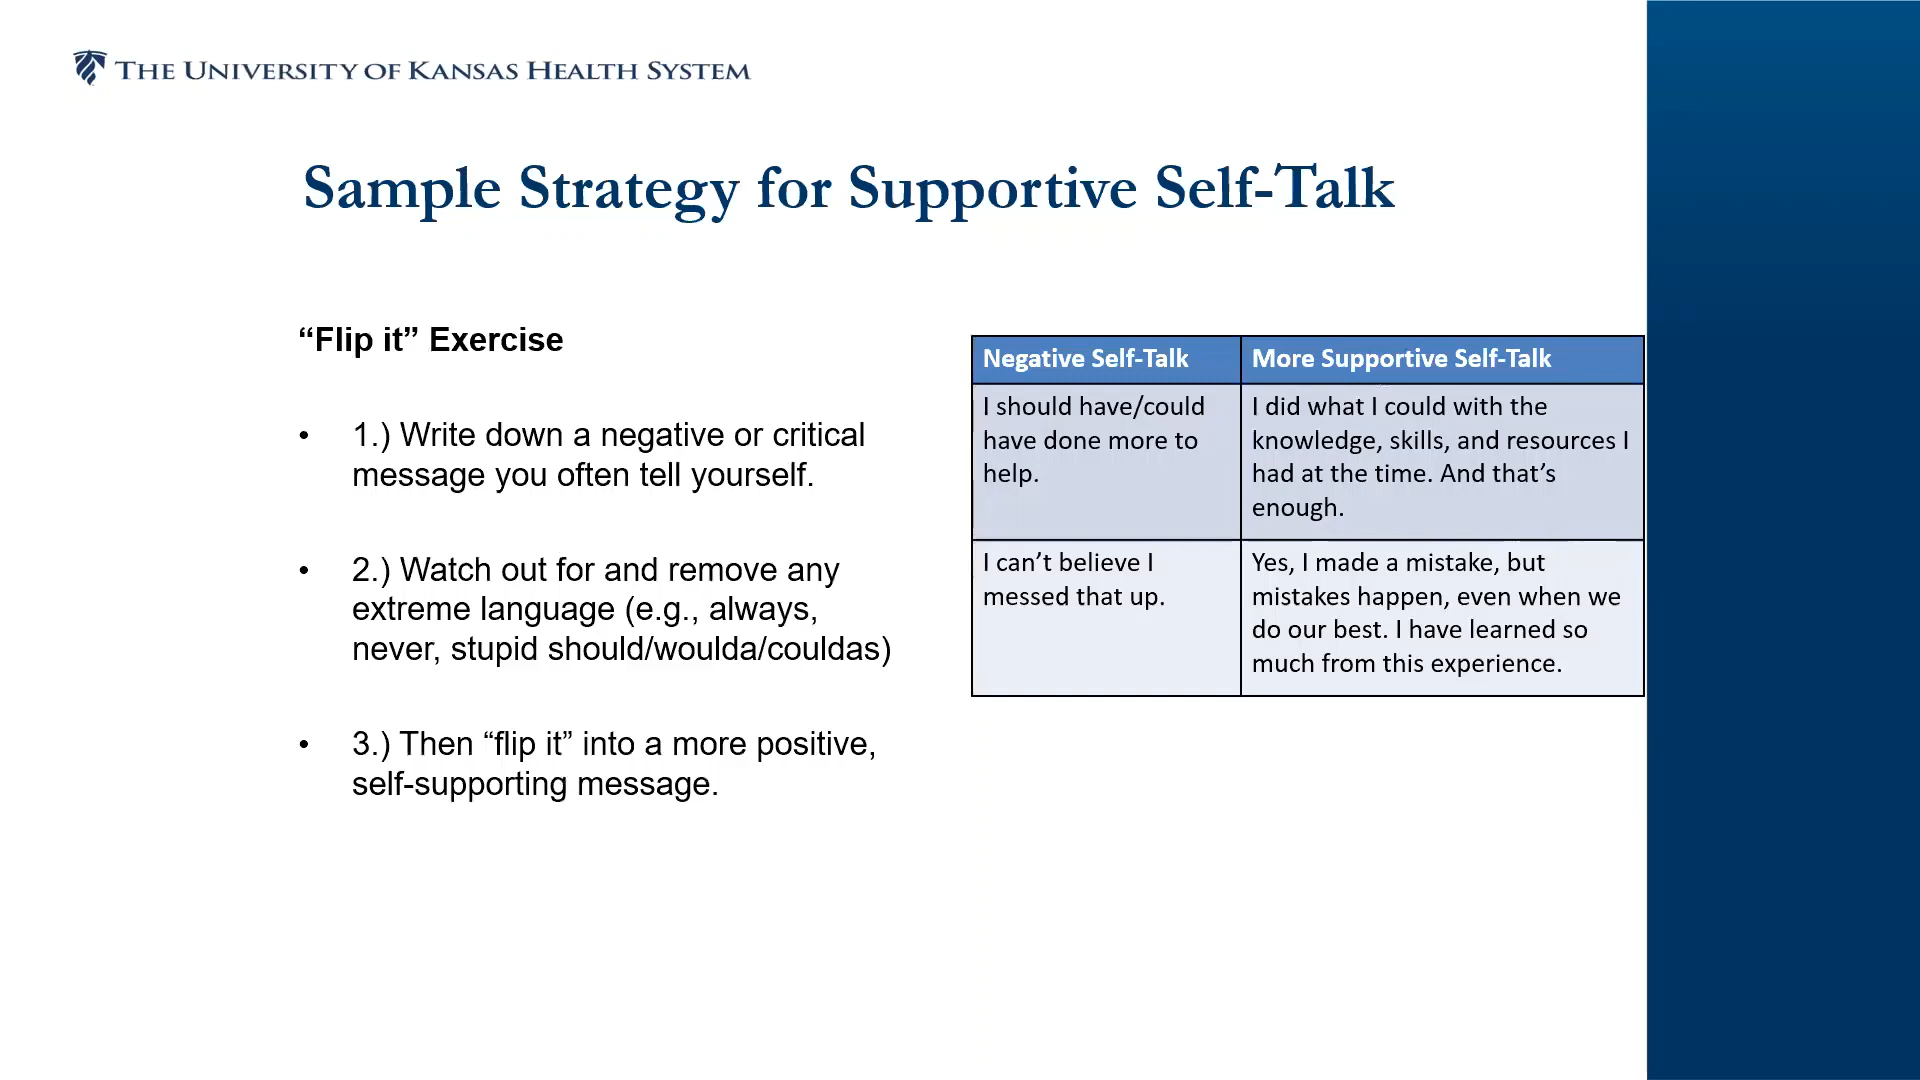 THE UNIVERSITY OF KANSAS HEALTH SYSTEM
Sample Strategy for Supportive Self-Talk
“Flip it” Exercise
• 1.) Write down a negative or critical
message you often tell yourself.
• 2.) Watch out for and remove any
extreme language (e.g., always,
never, stupid should/woulda/couldas)
• 3.) Then “flip it” into a more positive,
self-supporting message.
Negative Self-Talk
More Supportive Self-Talk
I should have/could
have done more to
help.
I did what I could with the
knowledge, skills, and resources I
had at the time. And that’s
enough.
I can’t believe I
messed that up.
Yes, I made a mistake, but
mistakes happen, even when we
do our best. I have learned so
much from this experience.